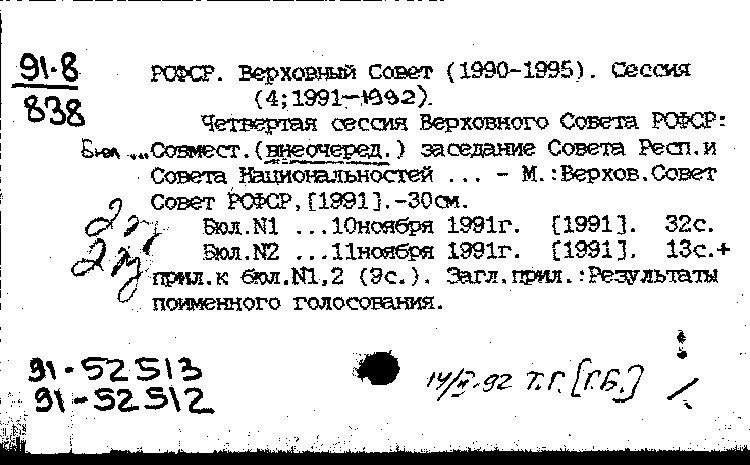 91-8
838
РСФСР. Верховный Совет (1990-1995). Сессия
(4;1991-1992).
Четвертая сессия Верховного Совета РСФСР:
Бюл ... Совмест.(внеочеред.) заседание Совета Респ.и
Совета Национальностей ... - М.:Верхов.Совет
Совет РСФСР,[1991].-30см.
Бюл.N1 ...10ноября 1991г. [1991]. 32с.
Бюл.N2 ...11ноября 1991г. [1991]. 13с.+
прил.к бюл.N1,2 (9с.). Загл.прил.:Результаты
поименного голосования.
91-52513
91-52512
Т.Г. [Г.Б.]